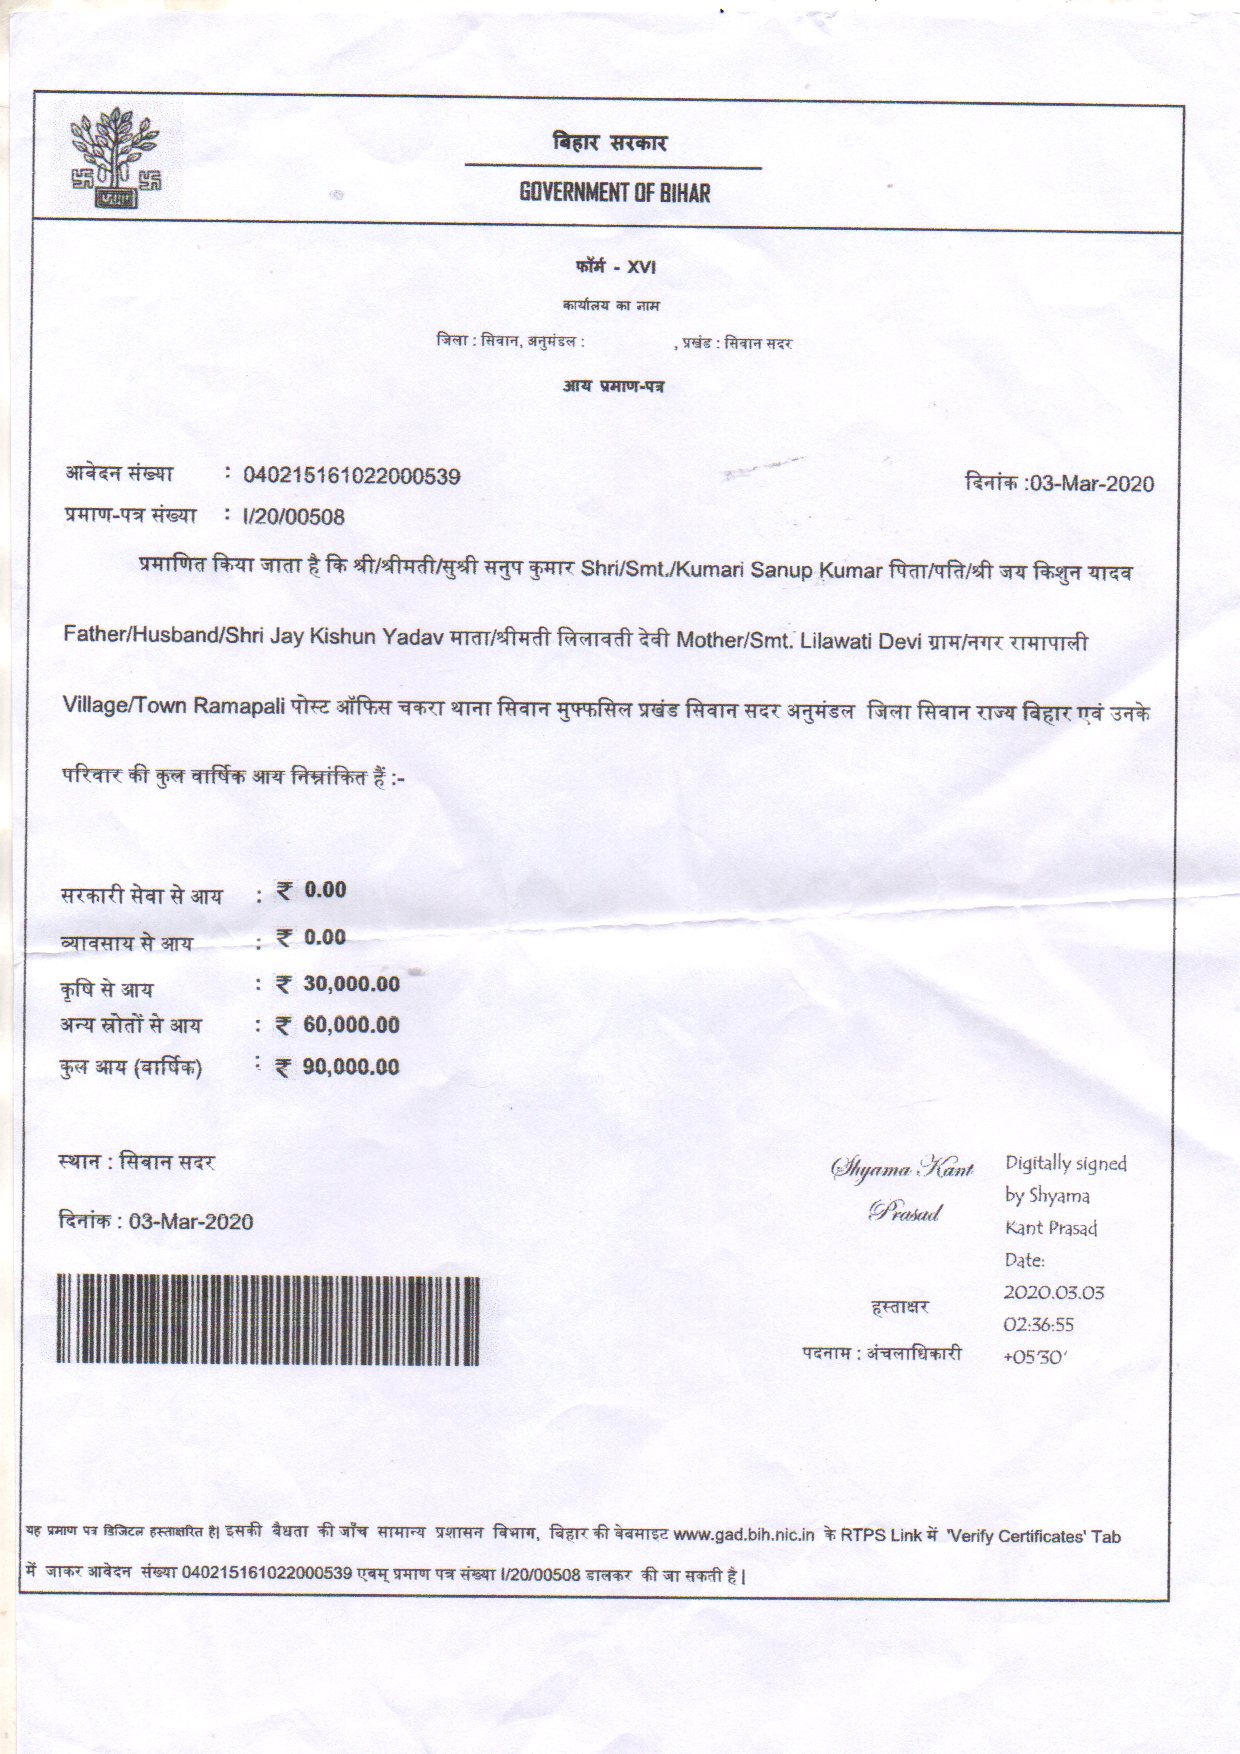 बिहार सरकार
GOVERNMENT OF BIHAR
फॉर्म - XVI
कार्यालय का नाम
जिला : सिवान, अनुमंडल : , प्रखंड : सिवान सदर
आय प्रमाण-पत्र
आवेदन संख्या : 040215161022000539
दिनांक :03-Mar-2020
प्रमाण-पत्र संख्या : I/20/00508
प्रमाणित किया जाता है कि श्री/श्रीमती/सुश्री सनुप कुमार Shri/Smt./Kumari Sanup Kumar पिता/पति/श्री जय किशुन यादव
Father/Husband/Shri Jay Kishun Yadav माता/श्रीमती लिलावती देवी Mother/Smt. Lilawati Devi ग्राम/नगर रामापाली
Village/Town Ramapali पोस्ट ऑफिस चकरा थाना सिवान मुफ्फसिल प्रखंड सिवान सदर अनुमंडल जिला सिवान राज्य बिहार एवं उनके
परिवार की कुल वार्षिक आय निम्नांकित हैं :-
सरकारी सेवा से आय : ₹ 0.00
व्यावसाय से आय : ₹ 0.00
कृषि से आय : ₹ 30,000.00
अन्य स्रोतों से आय : ₹ 60,000.00
कुल आय (वार्षिक) : ₹ 90,000.00
स्थान : सिवान सदर
दिनांक : 03-Mar-2020
Shyama Kant
Prasad
Digitally signed
by Shyama
Kant Prasad
Date:
2020.03.03
02:36:55
+05'30'
हस्ताक्षर
पदनाम : अंचलाधिकारी
यह प्रमाण पत्र डिजिटल हस्ताक्षरित है| इसकी वैधता की जाँच सामान्य प्रशासन विभाग, बिहार की वेबसाइट www.gad.bih.nic.in के RTPS Link में 'Verify Certificates' Tab
में जाकर आवेदन संख्या 040215161022000539 एवम् प्रमाण पत्र संख्या I/20/00508 डालकर की जा सकती है |